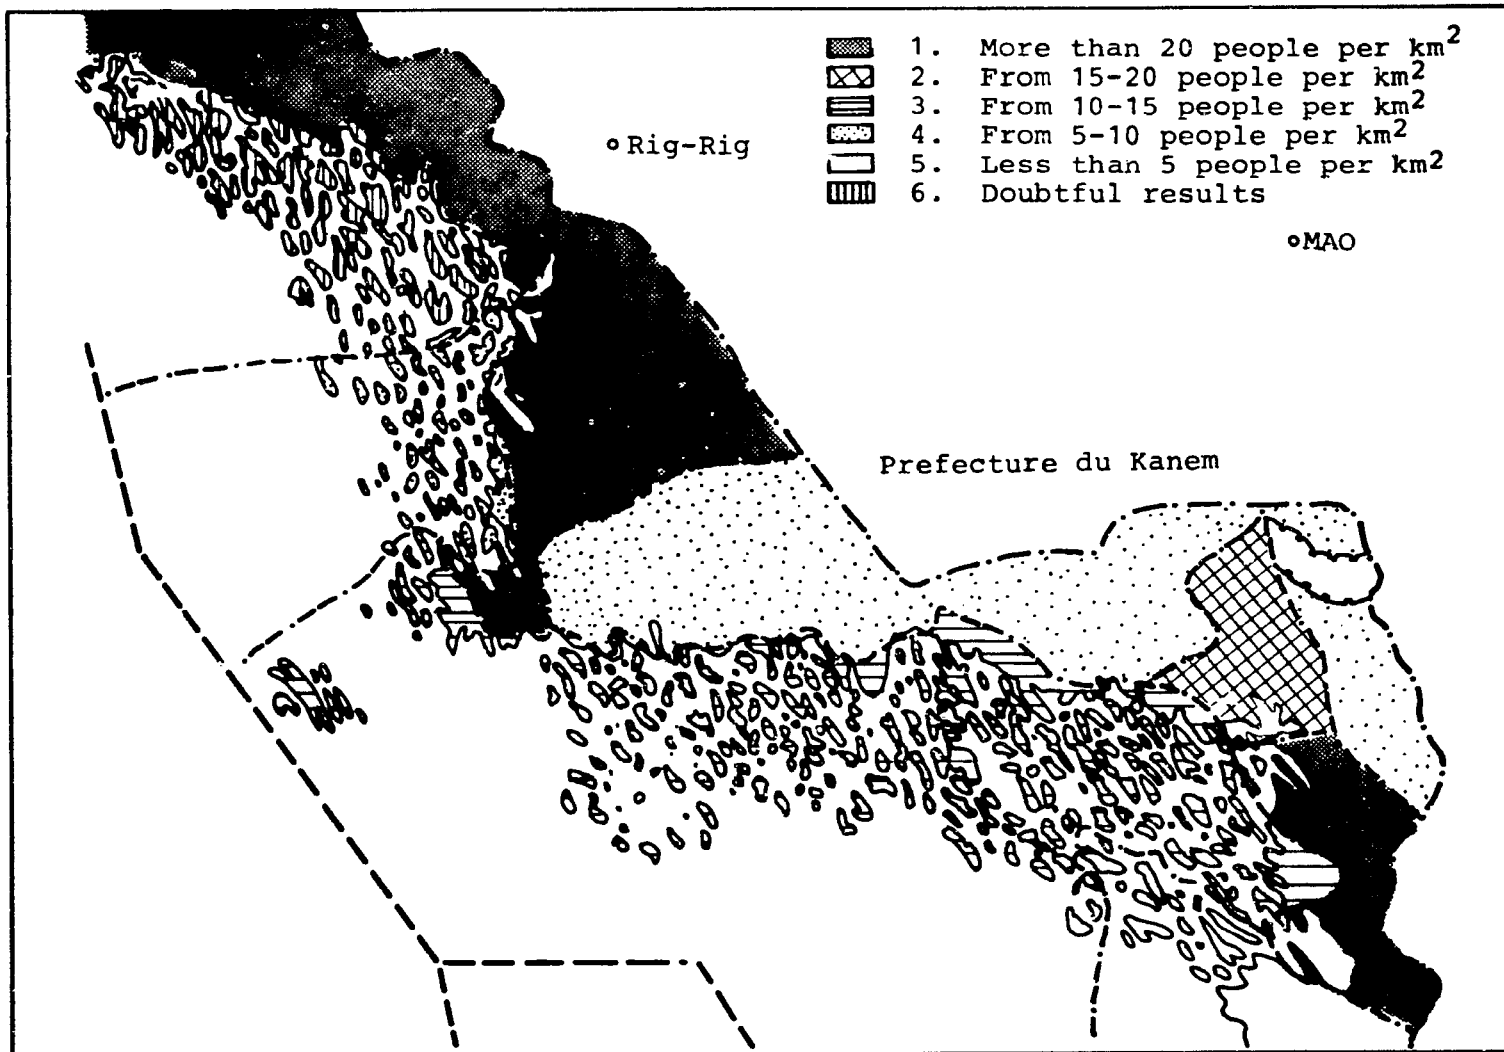 1. More than 20 people per km2
2. From 15-20 people per km2
3. From 10-15 people per km2
4. From 5-10 people per km2
5. Less than 5 people per km2
6. Doubtful results
Rig-Rig
MAO
Prefecture du Kanem